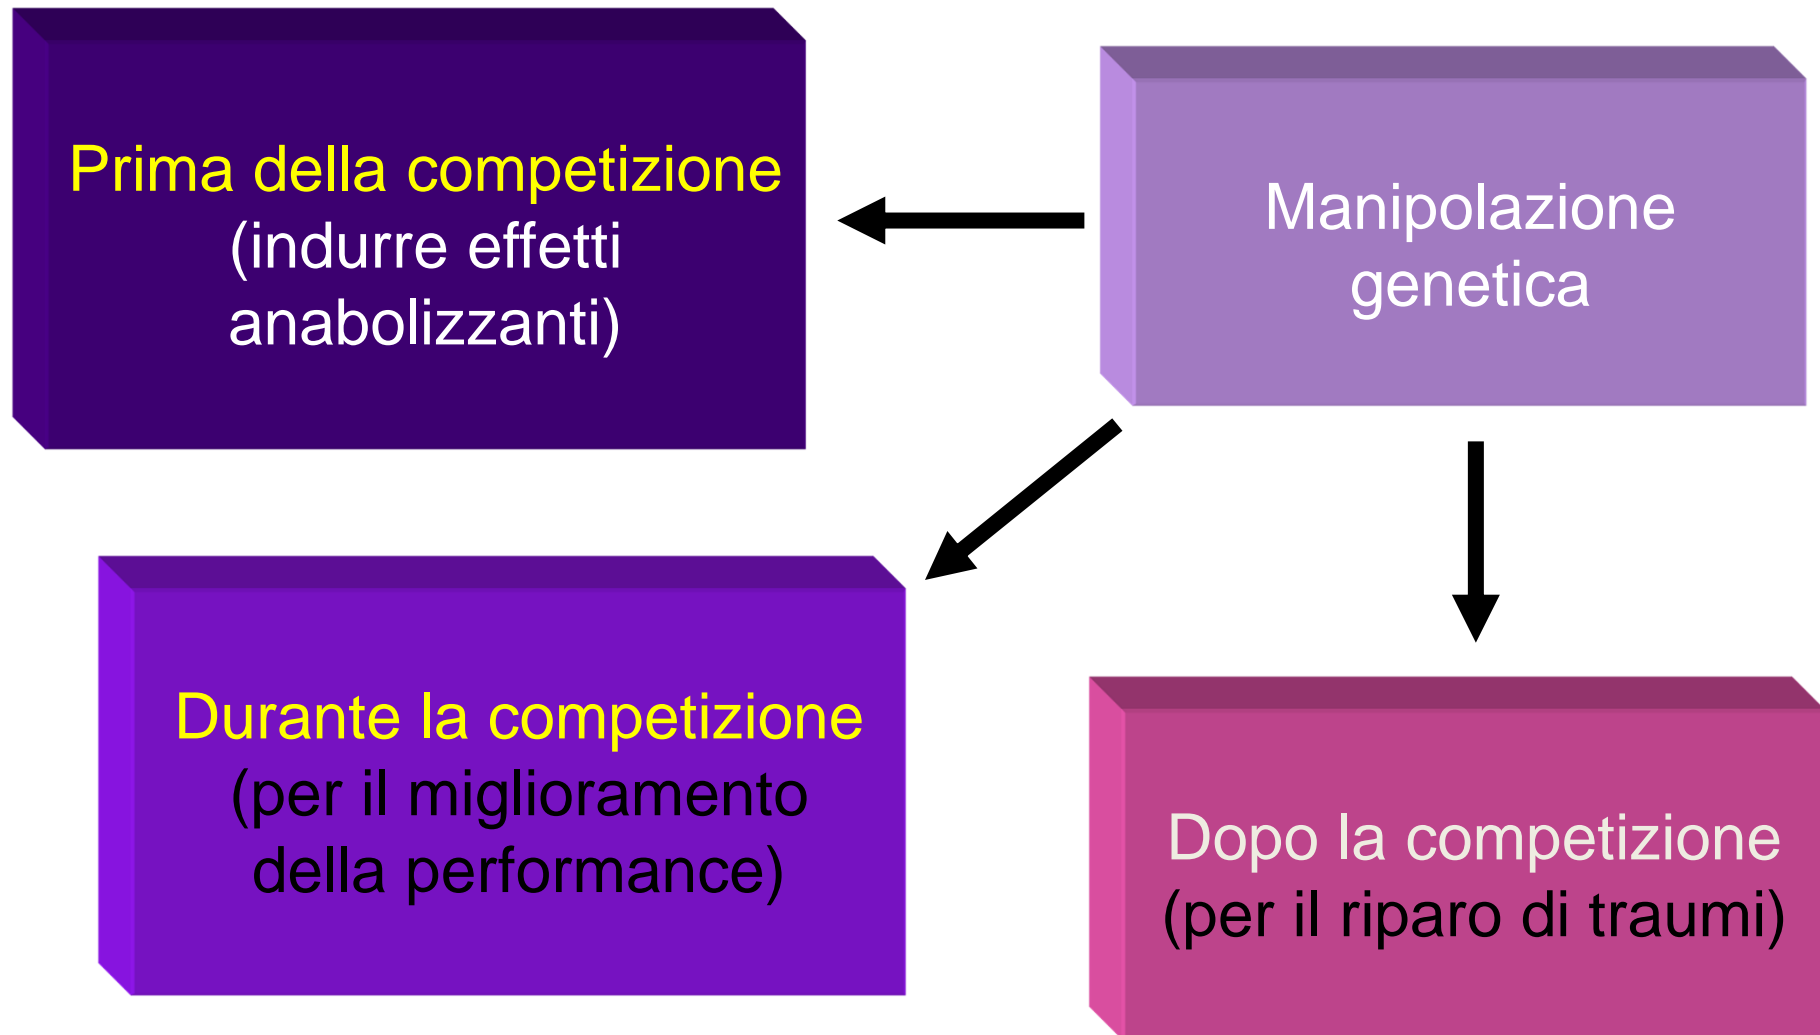 Prima della competizione
(indurre effetti
anabolizzanti)
Manipolazione
genetica
Durante la competizione
(per il miglioramento
della performance)
Dopo la competizione
(per il riparo di traumi)